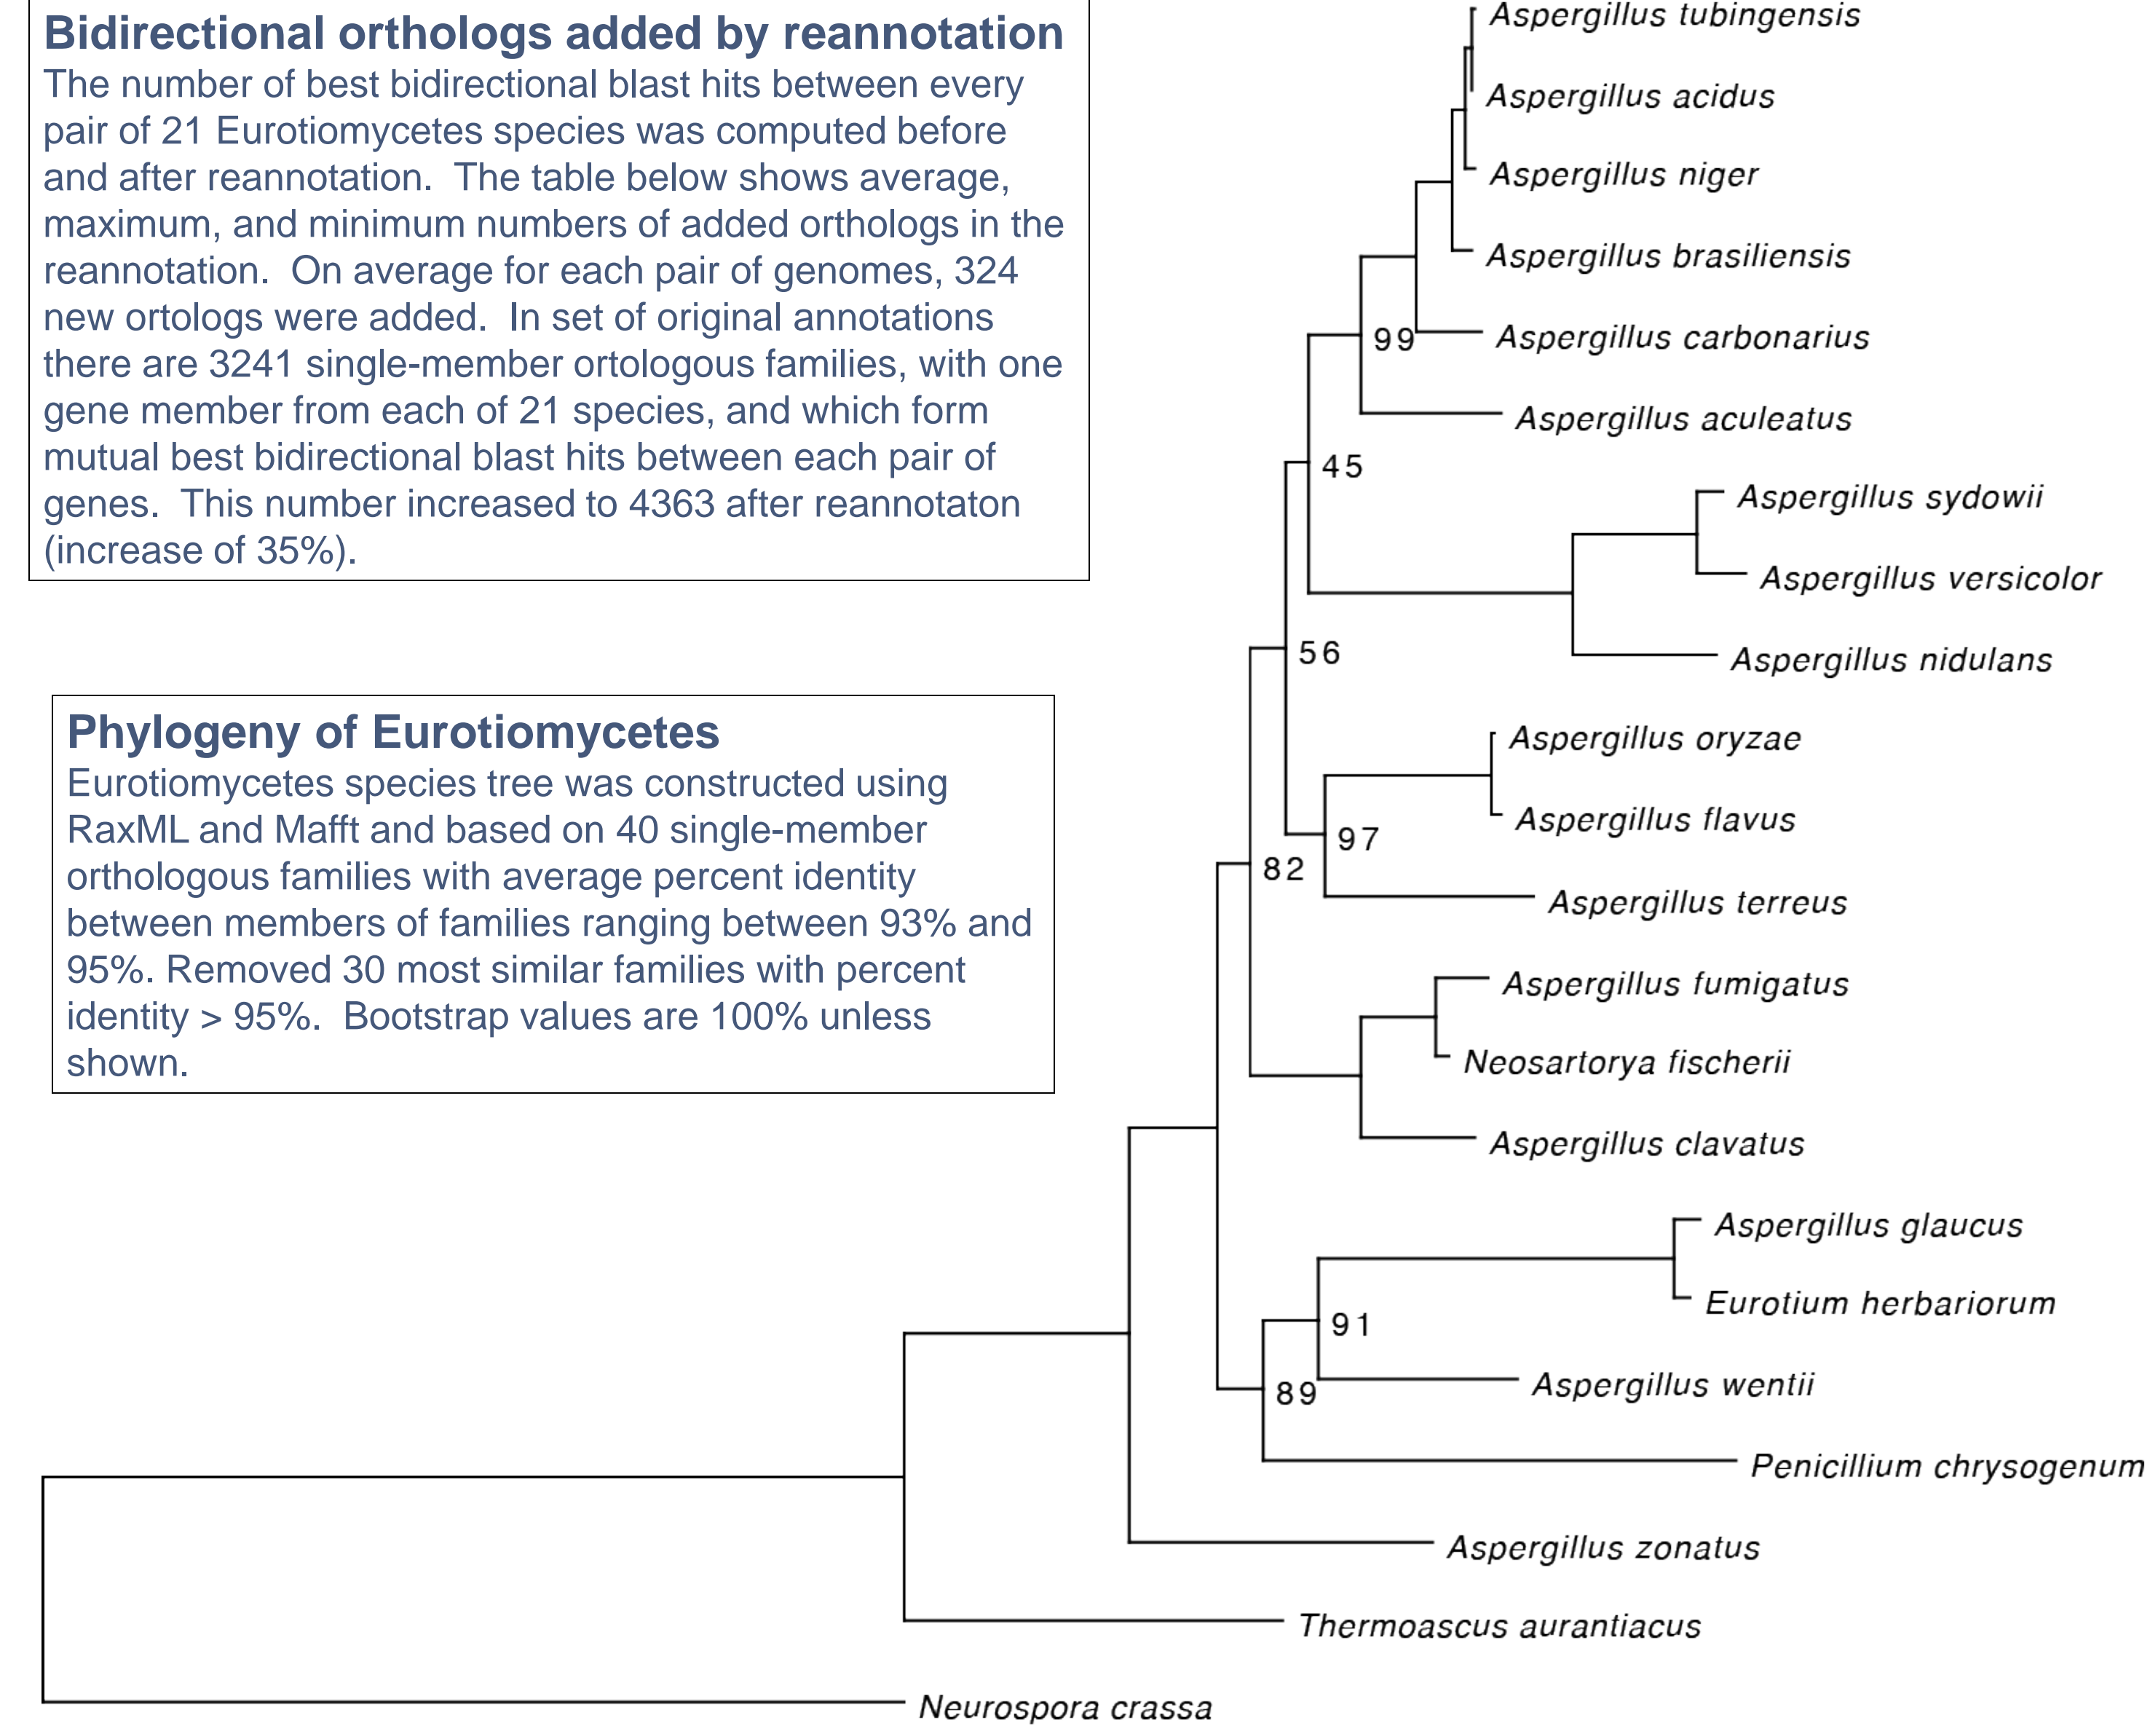 Bidirectional orthologs added by reannotation
The number of best bidirectional blast hits between every
pair of 21 Eurotiomycetes species was computed before
and after reannotation.  The table below shows average,
maximum, and minimum numbers of added orthologs in the
reannotation.  On average for each pair of genomes, 324
new ortologs were added.  In set of original annotations
there are 3241 single-member ortologous families, with one
gene member from each of 21 species, and which form
mutual best bidirectional blast hits between each pair of
genes.  This number increased to 4363 after reannotaton
(increase of 35%).
Phylogeny of Eurotiomycetes
Eurotiomycetes species tree was constructed using
RaxML and Mafft and based on 40 single-member
orthologous families with average percent identity
between members of families ranging between 93% and
95%. Removed 30 most similar families with percent
identity > 95%.  Bootstrap values are 100% unless
shown.
Aspergillus tubingensis
Aspergillus acidus
Aspergillus niger
Aspergillus brasiliensis
99
Aspergillus carbonarius
Aspergillus aculeatus
45
Aspergillus sydowii
Aspergillus versicolor
56
Aspergillus nidulans
Aspergillus oryzae
Aspergillus flavus
97
82
Aspergillus terreus
Aspergillus fumigatus
Neosartorya fischerii
Aspergillus clavatus
Aspergillus glaucus
Eurotium herbariorum
91
Aspergillus wentii
89
Penicillium chrysogenum
Aspergillus zonatus
Thermoascus aurantiacus
Neurospora crassa